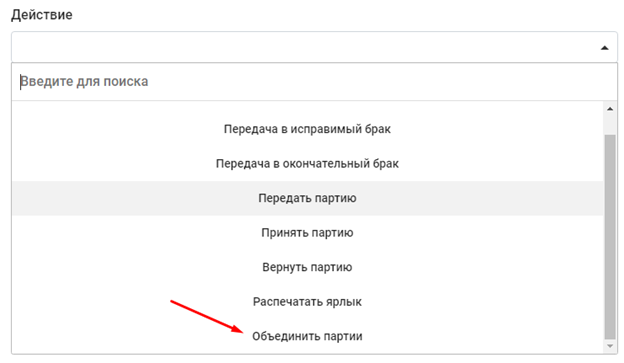 Действие
Введите для поиска
Передача в исправимый брак
Передача в окончательный брак
Передать партию
Принять партию
Вернуть партию
Распечатать ярлык
Объединить партии